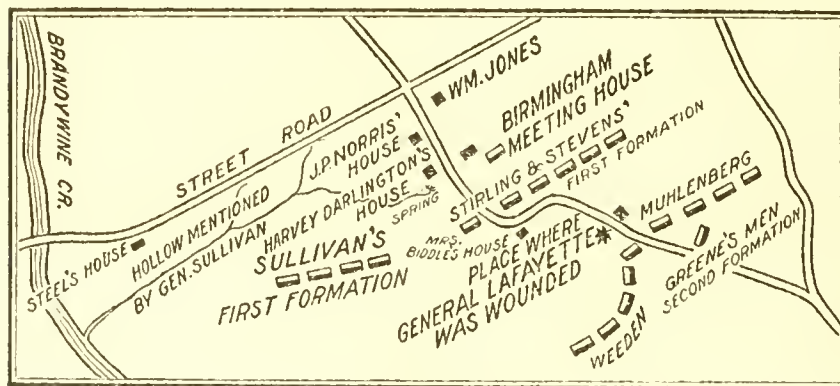 BRANDYWINE CR.
STREET ROAD
WM. JONES
BIRMINGHAM
MEETING HOUSE
J.P. NORRIS'
HOUSE
HARVEY DARLINGTON'S
HOUSE
SPRING
STIRLING & STEVENS'
FIRST FORMATION
STEEL'S HOUSE
HOLLOW MENTIONED
BY GEN. SULLIVAN
SULLIVAN'S
FIRST FORMATION
MRS.
BIDDLE'S HOUSE
PLACE WHERE
GENERAL LAFAYETTE
WAS WOUNDED
MUHLENBERG
GREENE'S MEN
SECOND FORMATION
WEEDEN